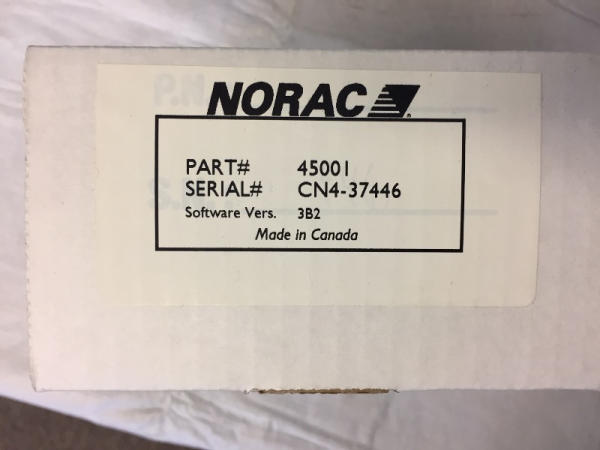 P.N.
NORAC
PART# 45001
SERIAL# CN4-37446
Software Vers. 3B2
Made in Canada